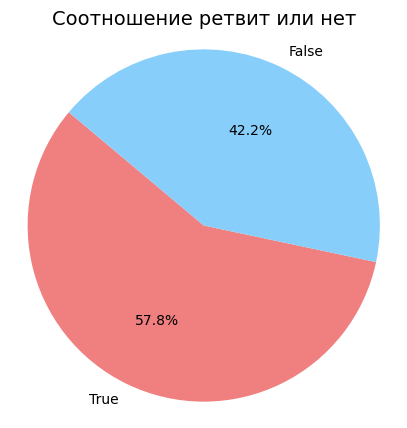 Соотношение ретвит или нет
False
42.2%
57.8%
True